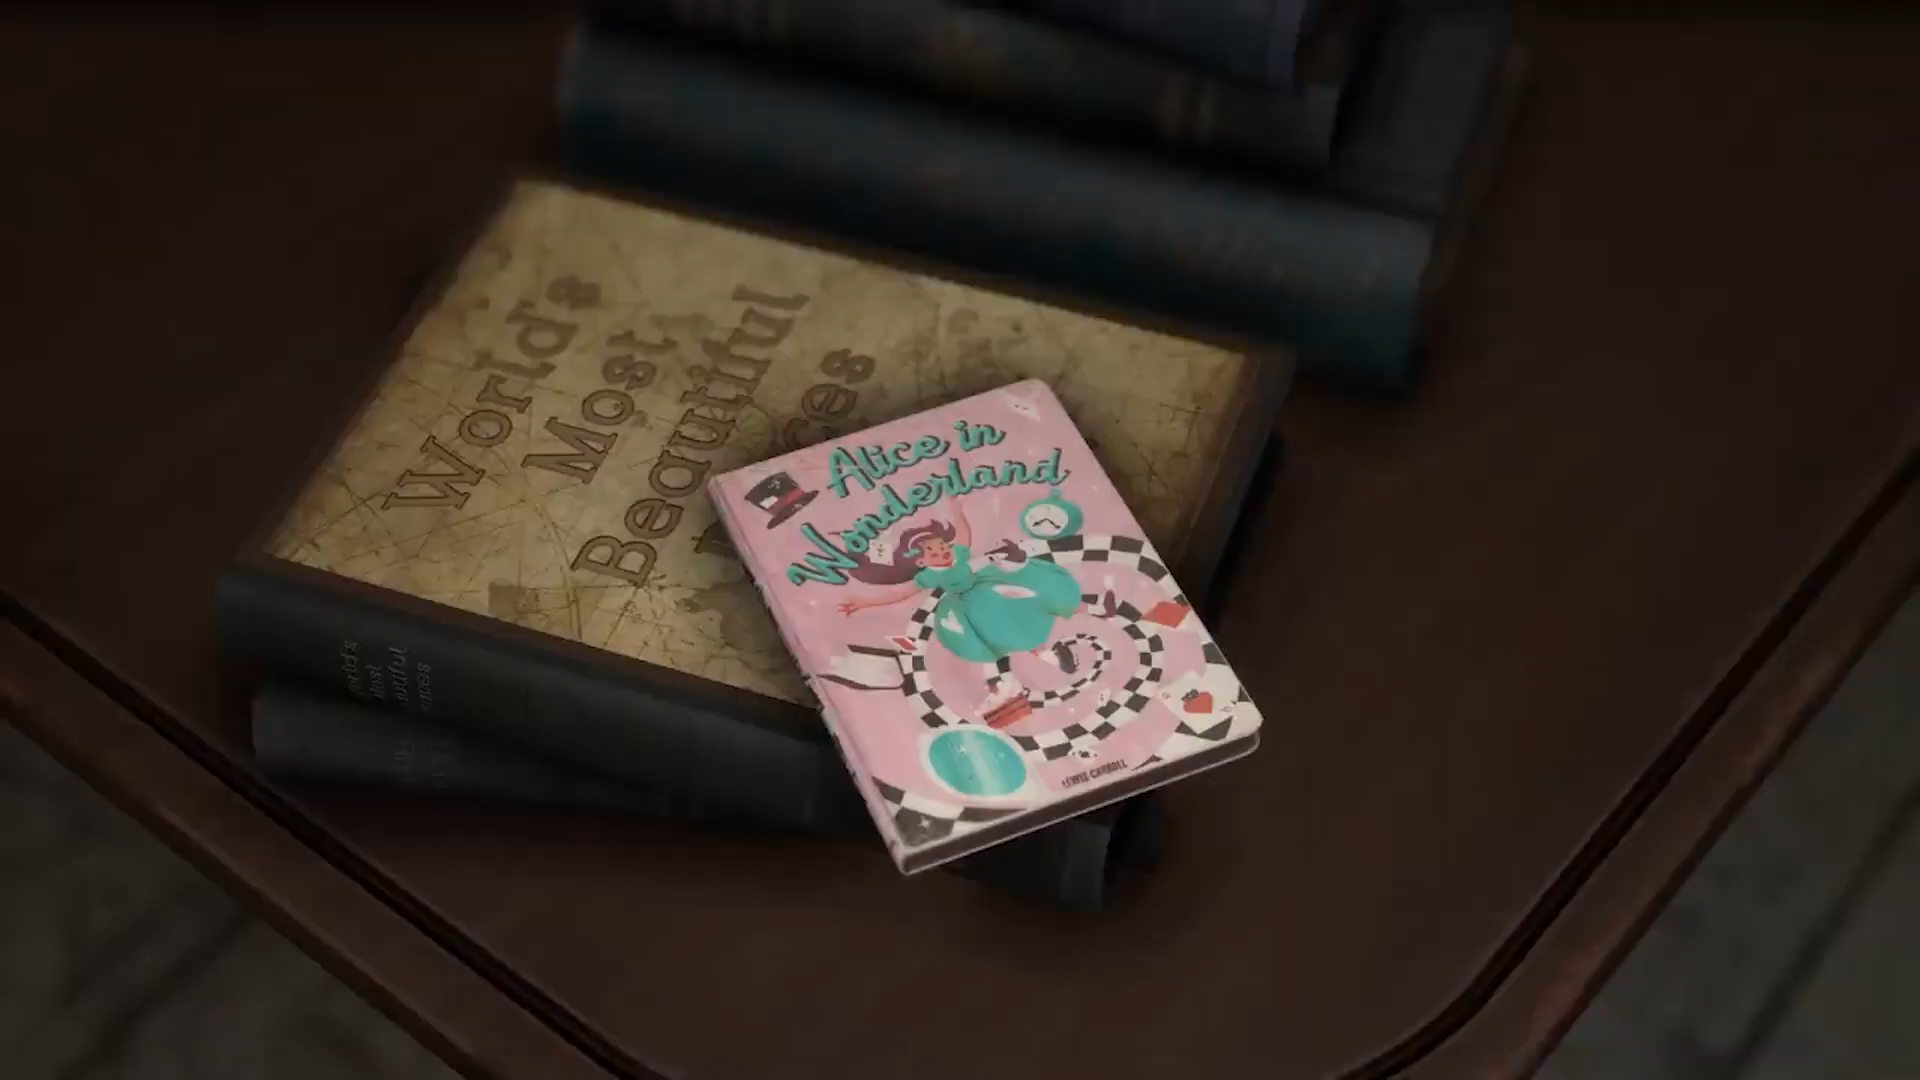 World's
Most
Beautiful
Alice in
Wonderland
LEWIS CARROLL